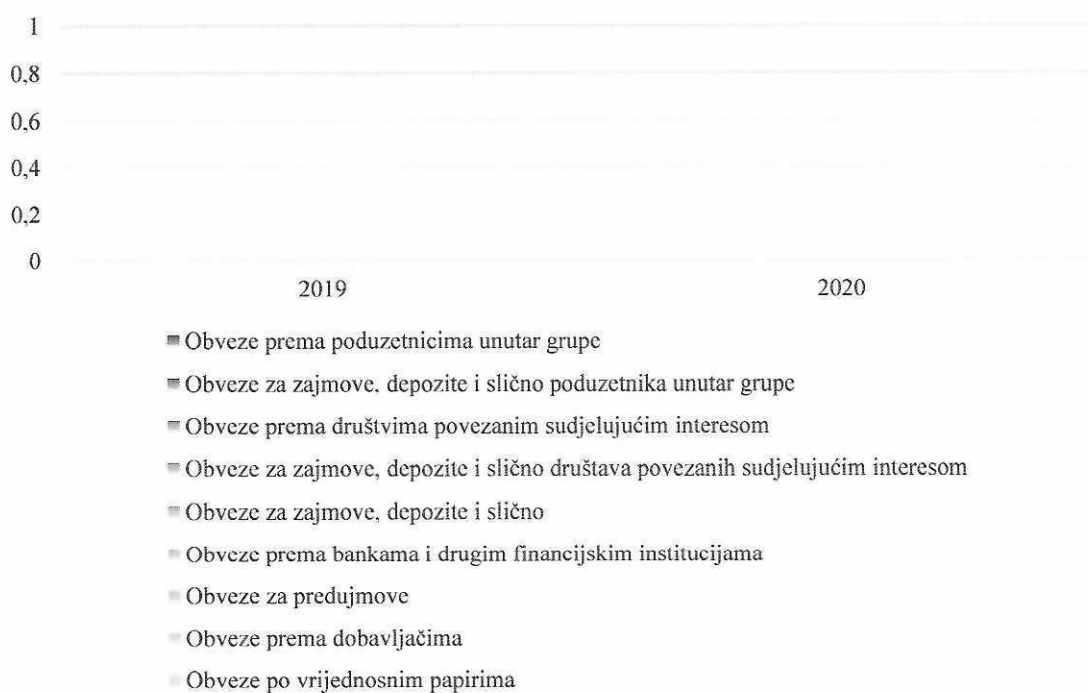 1
0,8
0,6
0,4
0,2
0
2019 2020
Obveze prema poduzetnicima unutar grupe
Obveze za zajmove, depozite i slično poduzetnika unutar grupe
Obveze prema društvima povezanim sudjelujućim interesom
Obveze za zajmove, depozite i slično društava povezanih sudjelujućim interesom
Obveze za zajmove, depozite i slično
Obveze prema bankama i drugim financijskim institucijama
Obveze za predujmove
Obveze prema dobavljačima
Obveze po vrijednosnim papirima